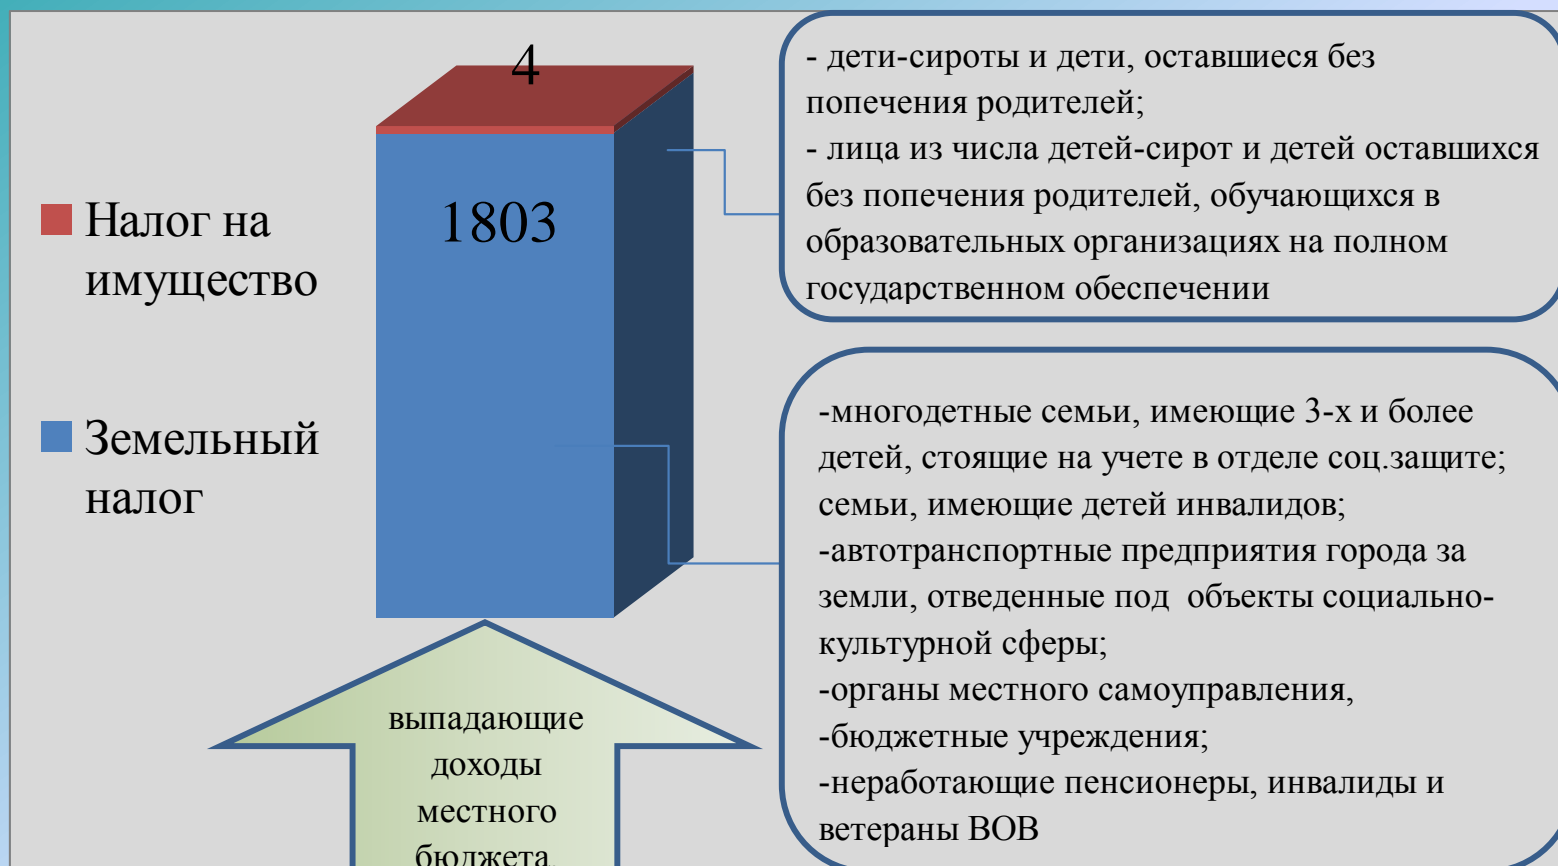 4
1803
Налог на
имущество
Земельный
налог
- дети-сироты и дети, оставшиеся без
попечения родителей;
- лица из числа детей-сирот и детей оставшихся
без попечения родителей, обучающихся в
образовательных организациях на полном
государственном обеспечении
-многодетные семьи, имеющие 3-х и более
детей, стоящие на учете в отделе соц.защите;
семьи, имеющие детей инвалидов;
-автотранспортные предприятия города за
земли, отведенные под  объекты социально-
культурной сферы;
-органы местного самоуправления,
-бюджетные учреждения;
-неработающие пенсионеры, инвалиды и
ветераны ВОВ
выпадающие
доходы
местного
бюджета